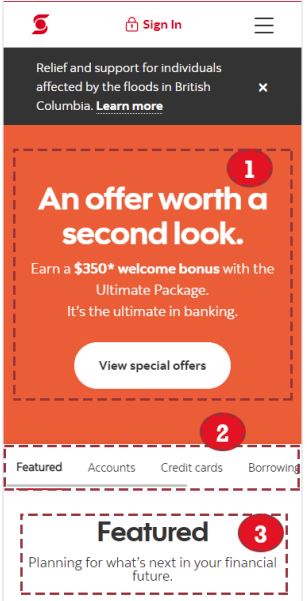 Sign In
Relief and support for individuals
affected by the floods in British
Columbia. Learn more
×
1
An offer worth a
second look.
Earn a $350* welcome bonus with the
Ultimate Package.
It's the ultimate in banking.
View special offers
2
Featured Accounts Credit cards Borrowing
Featured
3
Planning for what's next in your financial
future.